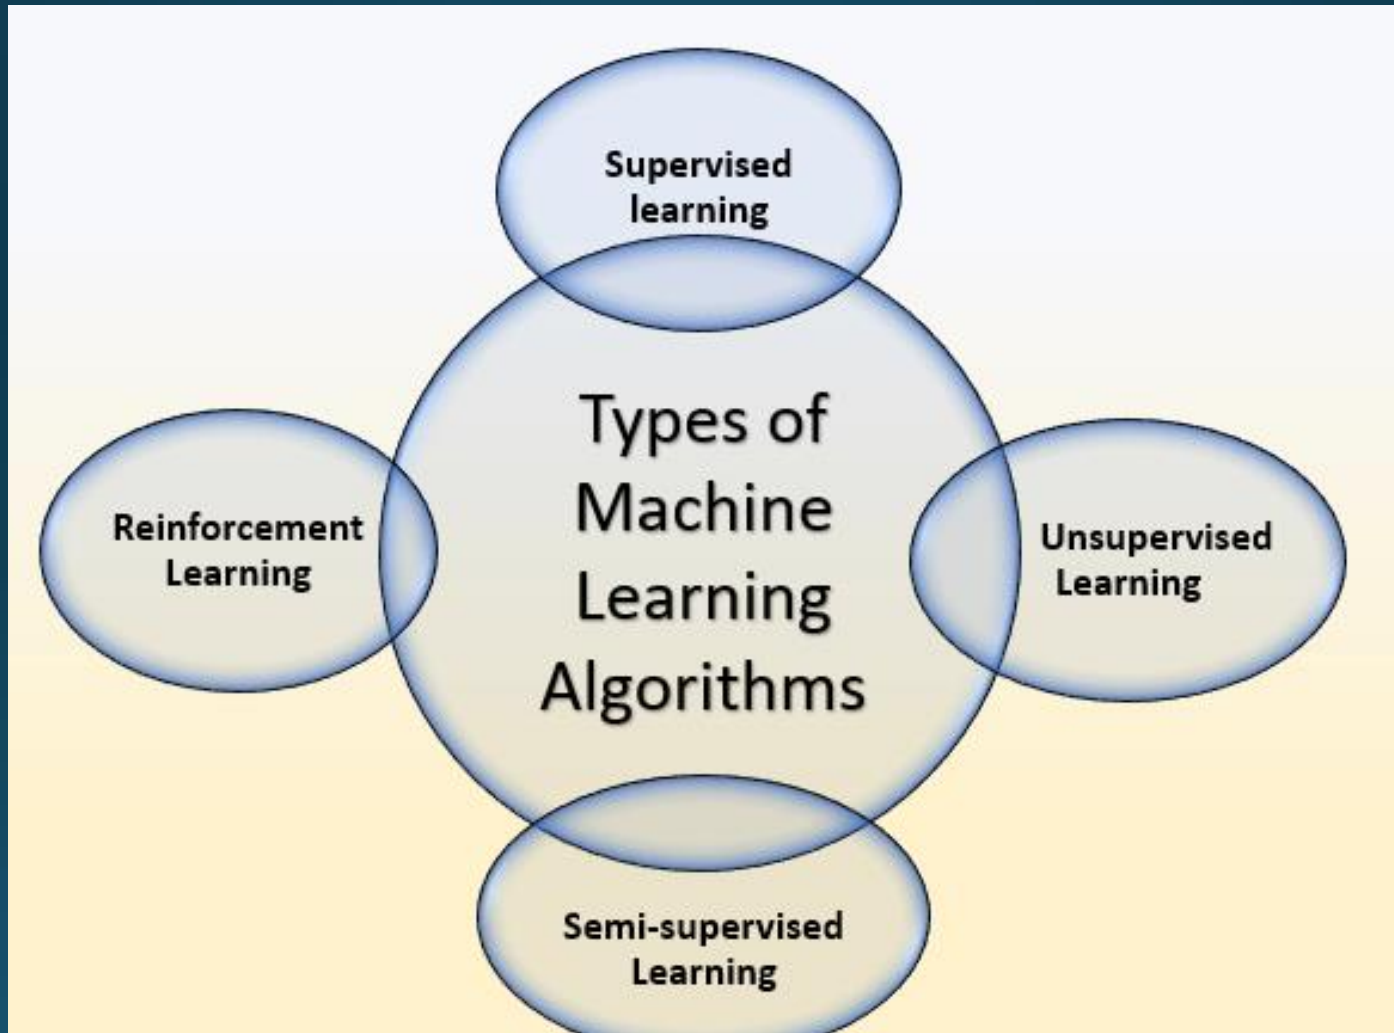 Supervised
learning
Types of
Machine
Learning
Algorithms
Reinforcement
Learning
Unsupervised
Learning
Semi-supervised
Learning